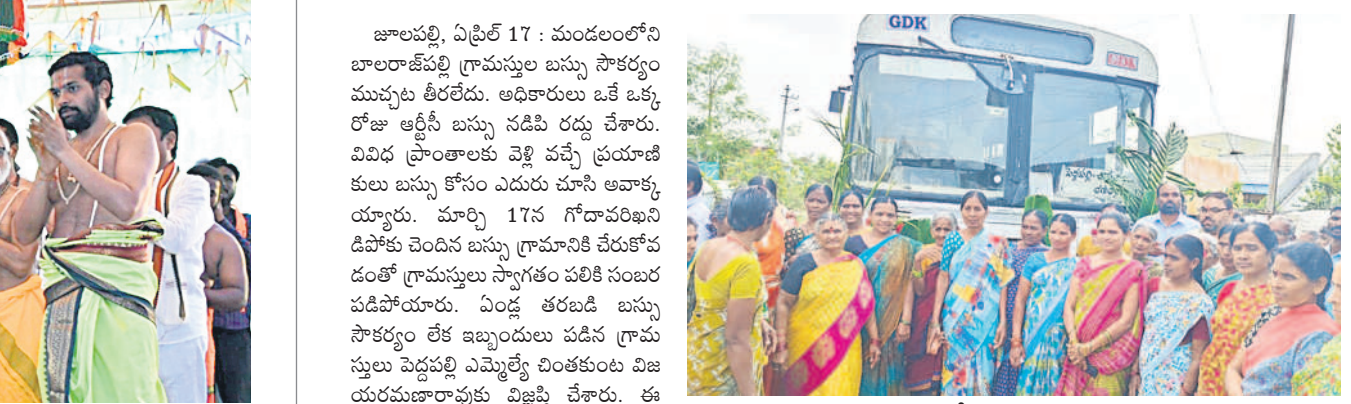 జూలపల్లి, ఏప్రిల్ 17 : మండలంలోని
బాలరాజ్‌పల్లి గ్రామస్తుల బస్సు సౌకర్యం
ముచ్చట తీరలేదు. అధికారులు ఒకే ఒక్క
రోజు ఆర్టీసీ బస్సు నడిపి రద్దు చేశారు.
వివిధ ప్రాంతాలకు వెళ్లి వచ్చే ప్రయాణి
కులు బస్సు కోసం ఎదురు చూసి అవాక్క
య్యారు. మార్చి 17న గోదావరిఖని
డిపోకు చెందిన బస్సు గ్రామానికి చేరుకోవ
డంతో గ్రామస్తులు స్వాగతం పలికి సంబర
పడిపోయారు. ఏండ్ల తరబడి బస్సు
సౌకర్యం లేక ఇబ్బందులు పడిన గ్రామ
స్తులు పెద్దపల్లి ఎమ్మెల్యే చింతకుంట విజ
యరమణారావుకు విజ్ఞప్తి చేశారు. ఈ
GDK